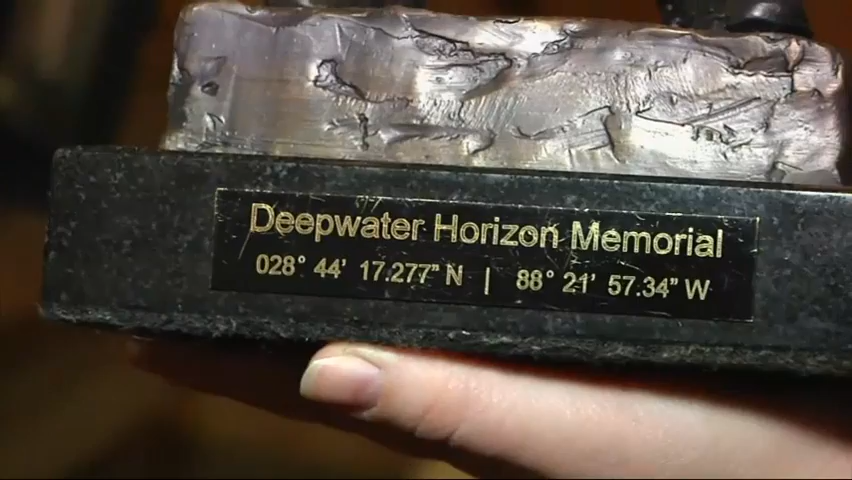 Deepwater Horizon Memorial
028° 44' 17.277" N | 88° 21' 57.34" W